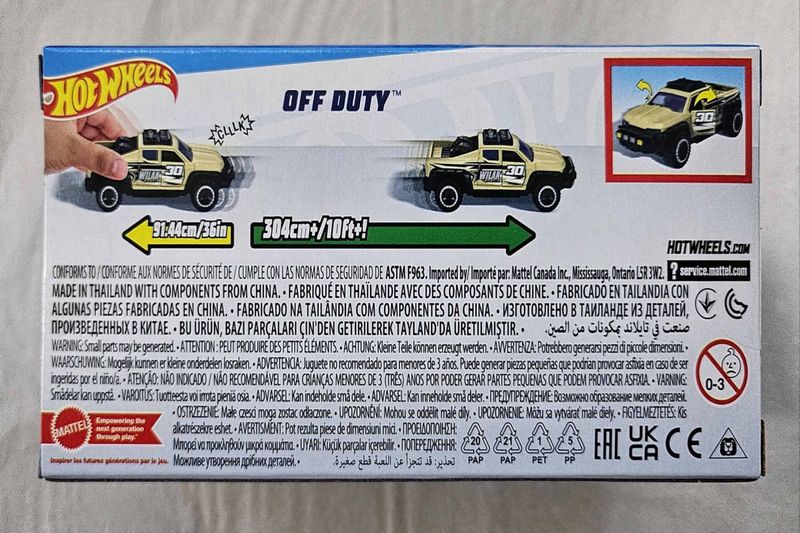 HOT WHEELS
OFF DUTY™
CLLLK
30
WILAK 30
30
91:44cm/36in
304cm+/10ft+!
HOTWHEELS.COM
? service.mattel.com
CONFORMS TO / CONFORME AUX NORMES DE SÉCURITÉ DE / CUMPLE CON LAS NORMAS DE SEGURIDAD DE ASTM F963. Imported by/ Importé par: Mattel Canada Inc., Mississauga, Ontario L5R 3W2.
MADE IN THAILAND WITH COMPONENTS FROM CHINA. • FABRIQUÉ EN THAÏLANDE AVEC DES COMPOSANTS DE CHINE. • FABRICADO EN TAILANDIA CON
ALGUNAS PIEZAS FABRICADAS EN CHINA. • FABRICADO NA TAILÂNDIA COM COMPONENTES DA CHINA. • ИЗГОТОВЛЕНО В ТАИЛАНДЕ ИЗ ДЕТАЛЕЙ,
ПРОИЗВЕДЕННЫХ В КИТАЕ. • BU ÜRÜN, BAZI PARÇALARI ÇIN'DEN GETIRILEREK TAYLAND'DA ÜRETILMIŞTIR. • صنعت في تايلاند بمكونات من الصين.
WARNING: Small parts may be generated. • ATTENTION : PEUT PRODUIRE DES PETITS ÉLÉMENTS. • ACHTUNG: Kleine Teile können erzeugt werden. • AVVERTENZA: Potrebbero generarsi pezzi di piccole dimensioni. •
WAARSCHUWING: Mogelijk kunnen er kleine onderdelen losraken. • ADVERTENCIA: Juguete no recomendado para menores de 3 años. Puede generar piezas pequeñas que podrían provocar asfixia en caso de ser
ingeridas por el niño/a. • ATENÇÃO: NÃO INDICADO / NÃO RECOMENDÁVEL PARA CRIANÇAS MENORES DE 3 (TRÊS) ANOS POR PODER GERAR PARTES PEQUENAS QUE PODEM PROVOCAR ASFIXIA. • VARNING:
Smådelar kan uppstå. • VAROITUS: Tuotteesta voi irrota pieniä osia. • ADVARSEL: Kan indeholde små dele. • ADVARSEL: Kan inneholde små deler. • ПРЕДУПРЕЖДЕНИЕ: Возможно образование мелких деталей.
• OSTRZEŻENIE: Małe części mogą zostać odłączone. • UPOZORNĚNÍ: Mohou se oddělit malé díly. • UPOZORNENIE: Môžu sa vytvárať malé diely. • FIGYELMEZTETÉS: Kis
alkatrészekre eshet. • AVERTISMENT: Pot rezulta piese de dimensiuni mici. • ΠΡΟΕΙΔΟΠΟΙΗΣΗ:
Μπορεί να προκληθούν μικρά κομμάτια. • UYARI: Küçük parçalar içerebilir. • ПОПЕРЕДЖЕННЯ:
Можливе утворення дрібних деталей. تحذير: قد تتجزأ عن اللعبة قطع صغيرة.
0-3
MATTEL
Empowering the
next generation
through play.™
Inspirer les futures générations par le jeu.™
20 PAP
21 PAP
1 PET
5 PP
EAC
UK
CA
CE